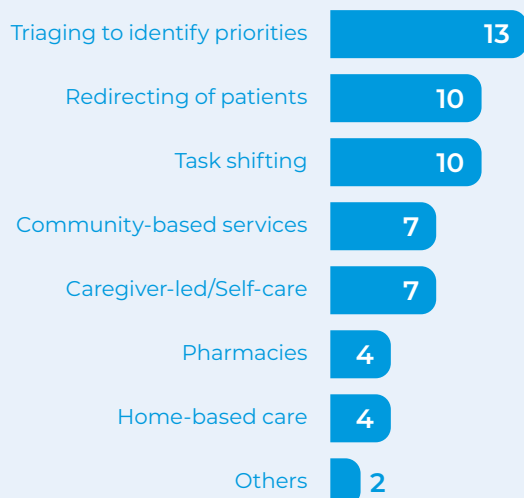 Triaging to identify priorities 13
Redirecting of patients 10
Task shifting 10
Community-based services 7
Caregiver-led/Self-care 7
Pharmacies 4
Home-based care 4
Others 2